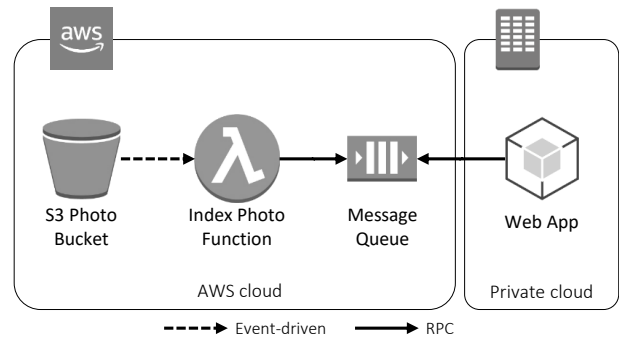 aws
S3 Photo
Bucket
Index Photo
Function
Message
Queue
Web App
AWS cloud
Private cloud
Event-driven
RPC